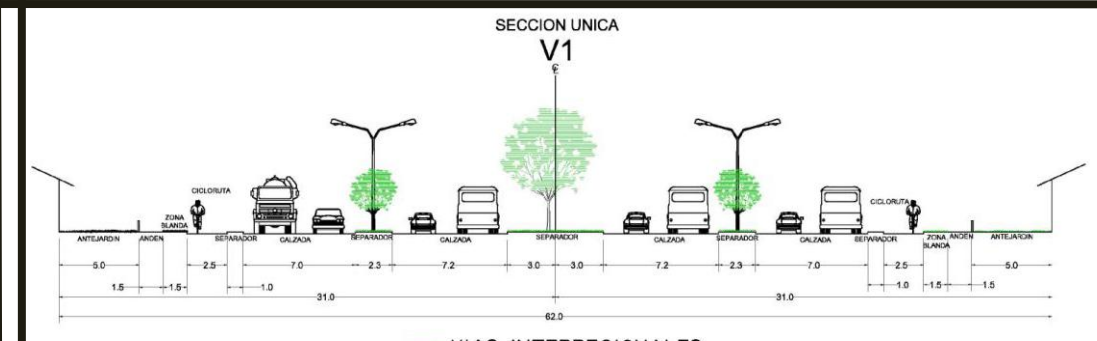 SECCION UNICA
V1
CICLORUTA CICLORUTA
ZONA BLANDA
ANTEJARDIN ANDEN SEPARADOR CALZADA SEPARADOR CALZADA SEPARADOR CALZADA SEPARADOR CALZADA SEPARADOR ZONA BLANDA ANDEN ANTEJARDIN
5.0 2.5 7.0 2.3 7.2 3.0 3.0 7.2 2.3 7.0 2.5 5.0
1.5 1.5 1.0 1.0 1.5 1.5
31.0 31.0
62.0